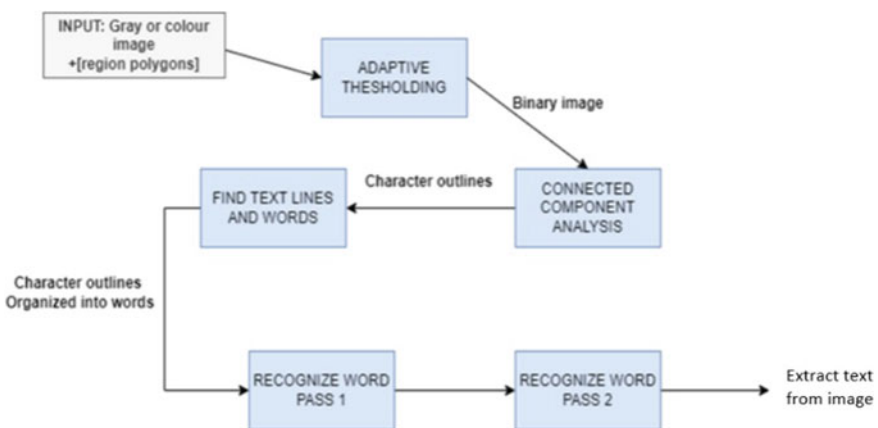 INPUT: Gray or colour
image
+[region polygons]
ADAPTIVE
THESHOLDING
Binary image
CONNECTED
COMPONENT
ANALYSIS
Character outlines
FIND TEXT LINES
AND WORDS
Character outlines
Organized into words
RECOGNIZE WORD
PASS 1
RECOGNIZE WORD
PASS 2
Extract text
from image